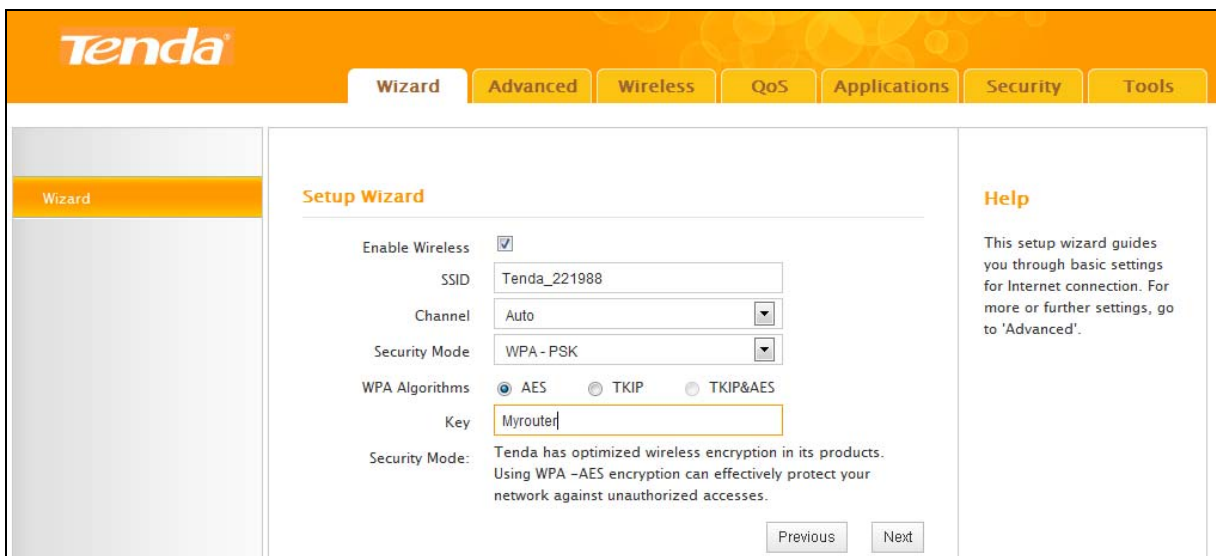 Tenda®
Wizard Advanced Wireless QoS Applications Security Tools
Wizard
Setup Wizard
Enable Wireless
SSID Tenda_221988
Channel Auto
Security Mode WPA - PSK
WPA Algorithms AES TKIP TKIP&AES
Key Myrouter
Security Mode: Tenda has optimized wireless encryption in its products.
Using WPA –AES encryption can effectively protect your
network against unauthorized accesses.
Previous Next
Help
This setup wizard guides
you through basic settings
for Internet connection. For
more or further settings, go
to 'Advanced'.